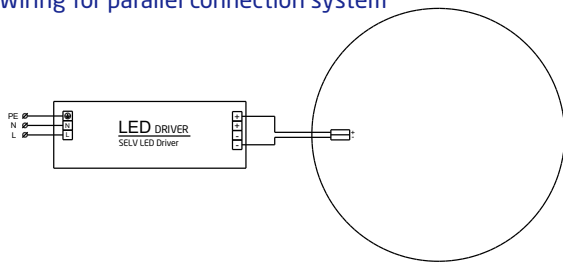 Wiring for parallel connection system
PE
N
L
N
L
LED DRIVER
SELV LED Driver
+
+
-
-
+
-